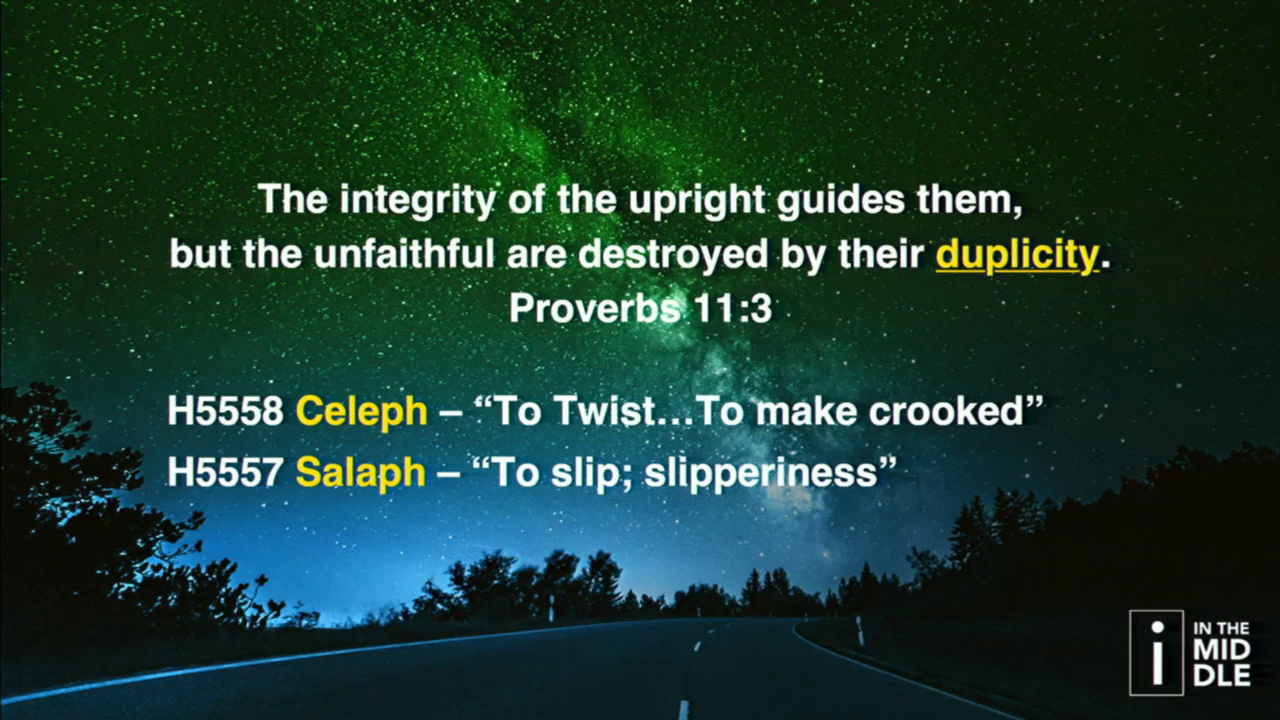 The integrity of the upright guides them,
but the unfaithful are destroyed by their duplicity.
Proverbs 11:3
H5558 Celeph – “To Twist...To make crooked”
H5557 Salaph – “To slip; slipperiness”
i
IN THE
MID
DLE